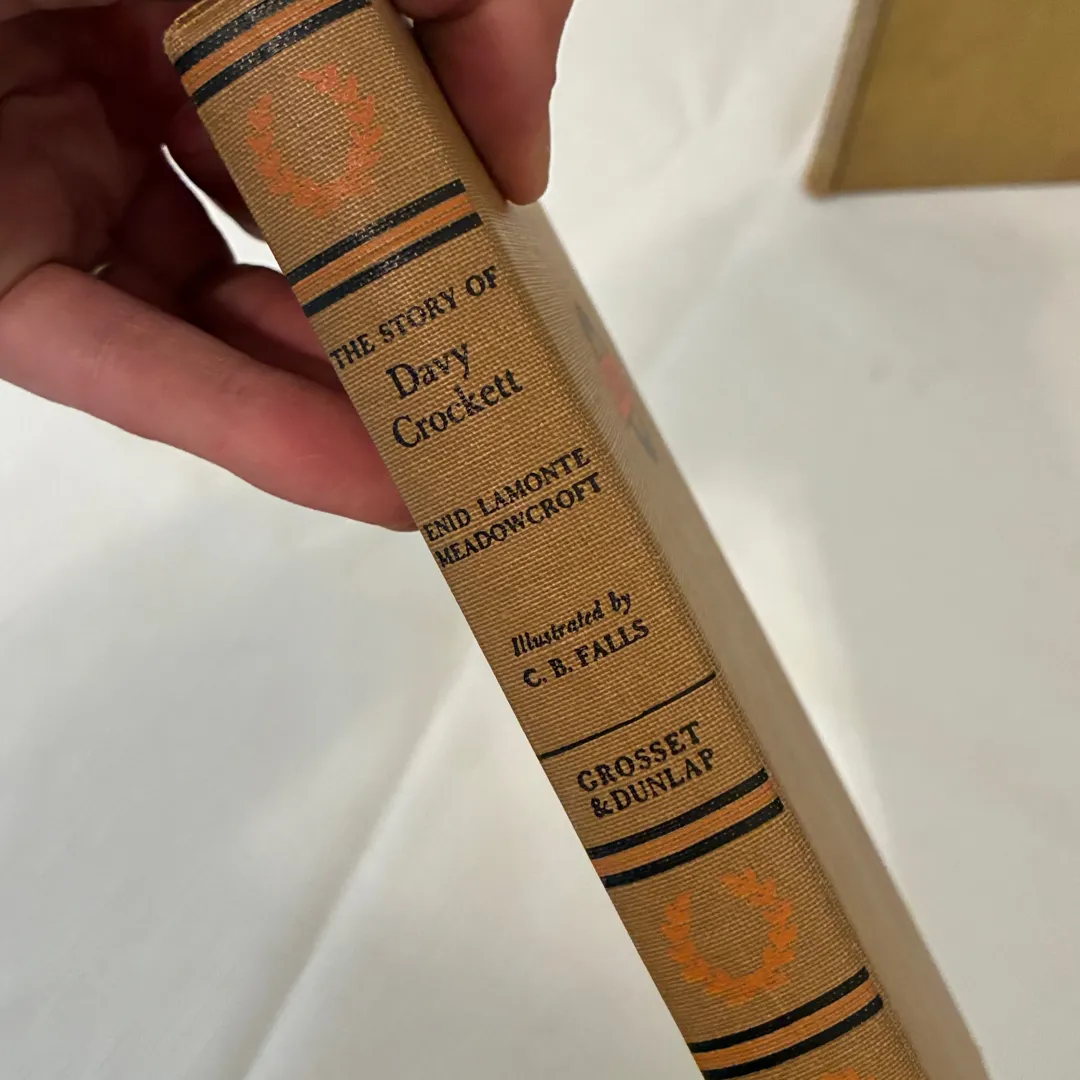 THE STORY OF
Davy
Crockett
ENID LAMONTE
MEADOWCROFT
Illustrated by
C. B. FALLS
GROSSET
&DUNLAP